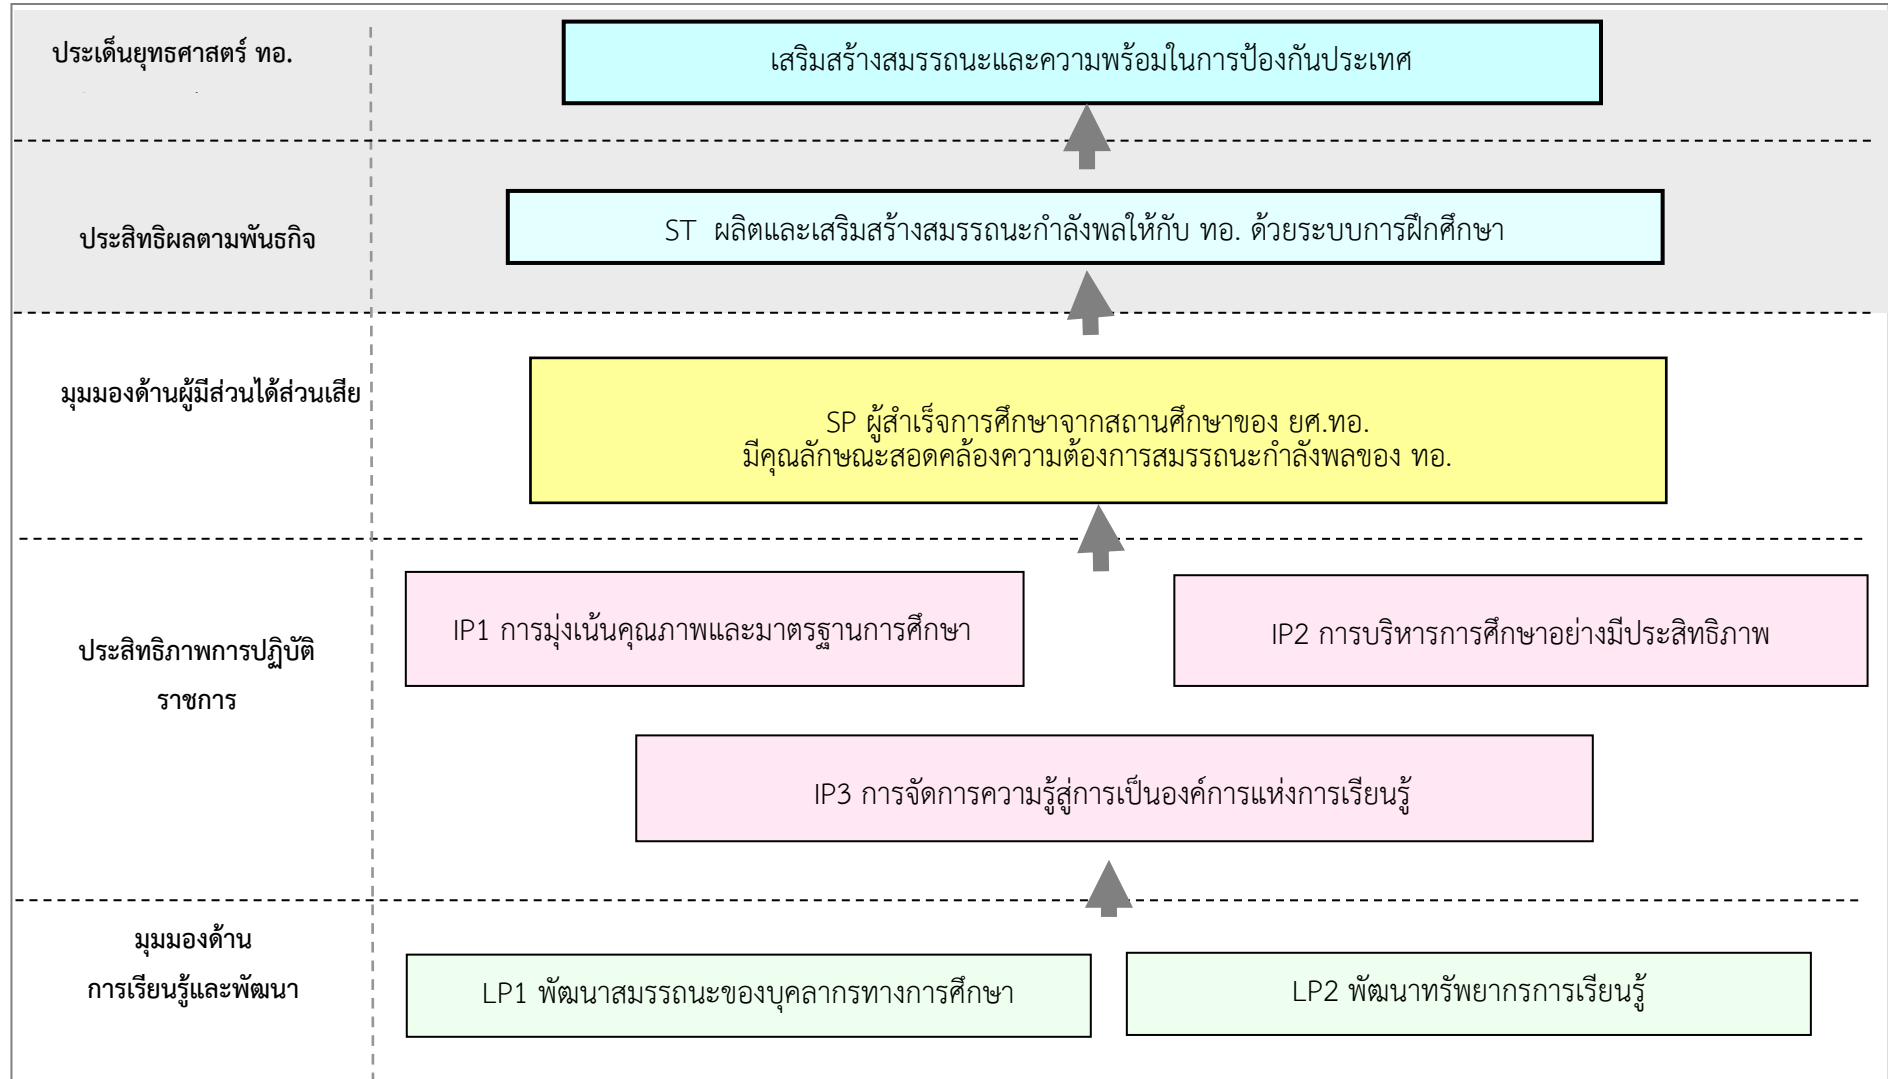 ประเด็นยุทธศาสตร์ ทอ.
เสริมสร้างสมรรถนะและความพร้อมในการป้องกันประเทศ
ประสิทธิผลตามพันธกิจ
ST ผลิตและเสริมสร้างสมรรถนะกำลังพลให้กับ ทอ. ด้วยระบบการฝึกศึกษา
มุมมองด้านผู้มีส่วนได้ส่วนเสีย
SP ผู้สำเร็จการศึกษาจากสถานศึกษาของ ยศ.ทอ.
มีคุณลักษณะสอดคล้องความต้องการสมรรถนะกำลังพลของ ทอ.
ประสิทธิภาพการปฏิบัติ
ราชการ
IP1 การมุ่งเน้นคุณภาพและมาตรฐานการศึกษา
IP2 การบริหารการศึกษาอย่างมีประสิทธิภาพ
IP3 การจัดการความรู้สู่การเป็นองค์การแห่งการเรียนรู้
มุมมองด้าน
การเรียนรู้และพัฒนา
LP1 พัฒนาสมรรถนะของบุคลากรทางการศึกษา
LP2 พัฒนาทรัพยากรการเรียนรู้